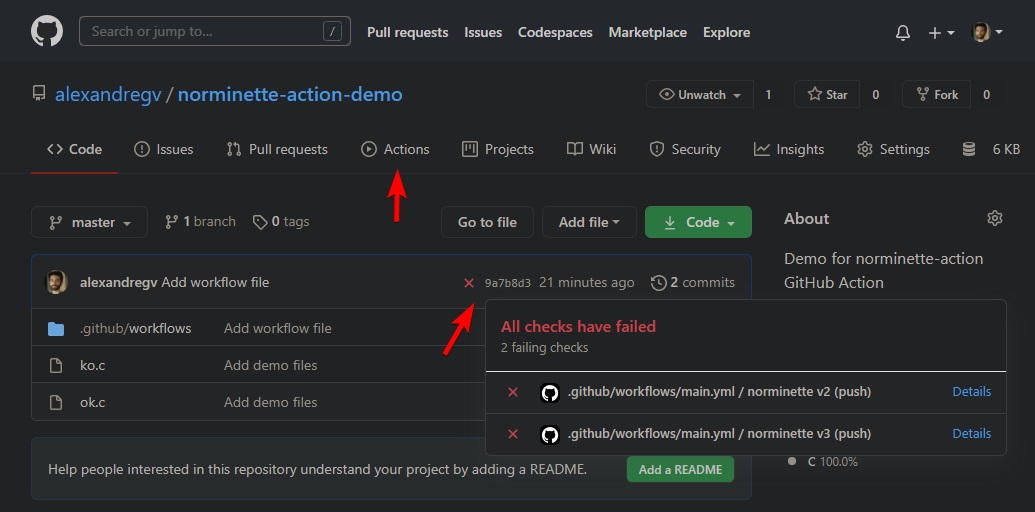 Search or jump to... /
Pull requests Issues Codespaces Marketplace Explore
alexandregv / norminette-action-demo
Unwatch 1 Star 0 Fork 0
Code Issues Pull requests Actions Projects Wiki Security Insights Settings 6 KB
master 1 branch 0 tags Go to file Add file Code
About
Demo for norminette-action
GitHub Action
alexandregv Add workflow file 9a7b8d3 21 minutes ago 2 commits
.github/workflows Add workflow file
ko.c Add demo files
ok.c Add demo files
All checks have failed
2 failing checks
.github/workflows/main.yml / norminette v2 (push) Details
.github/workflows/main.yml / norminette v3 (push) Details
C 100.0%
Help people interested in this repository understand your project by adding a README. Add a README